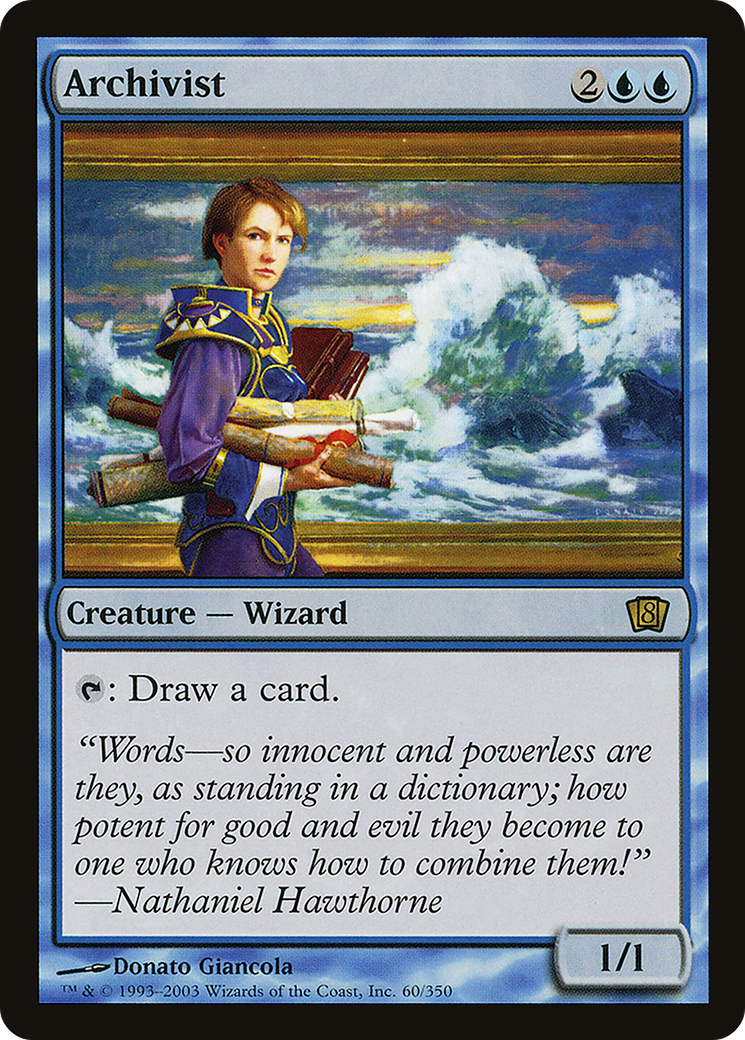 Archivist 2
DONATO
Creature — Wizard 8
: Draw a card.
“Words—so innocent and powerless are
they, as standing in a dictionary; how
potent for good and evil they become to
one who knows how to combine them!”
—Nathaniel Hawthorne
1/1
Donato Giancola
™ & © 1993–2003 Wizards of the Coast, Inc. 60/350